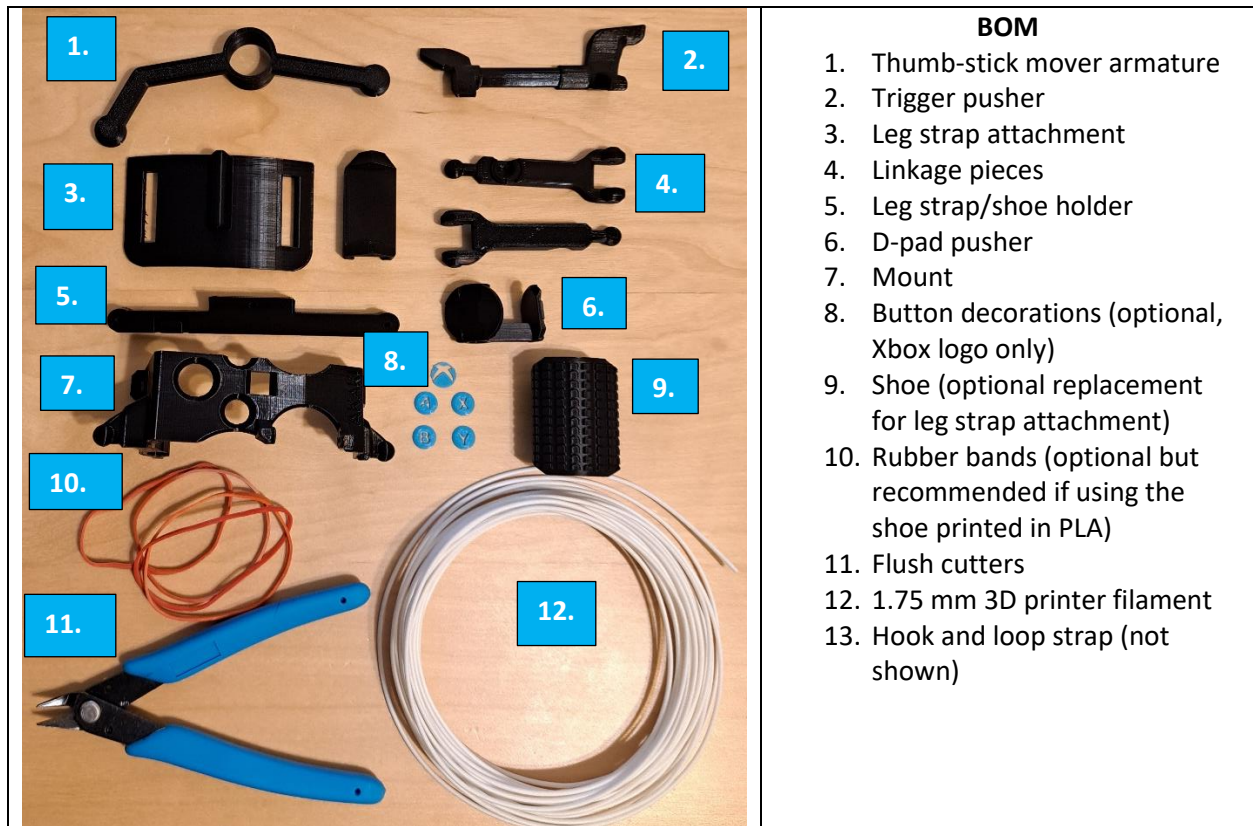 1.
2.
3.
4.
5.
6.
7.
8.
9.
10.
11.
12.
A
X
B
Y
BOM
1. Thumb-stick mover armature
2. Trigger pusher
3. Leg strap attachment
4. Linkage pieces
5. Leg strap/shoe holder
6. D-pad pusher
7. Mount
8. Button decorations (optional,
Xbox logo only)
9. Shoe (optional replacement
for leg strap attachment)
10. Rubber bands (optional but
recommended if using the
shoe printed in PLA)
11. Flush cutters
12. 1.75 mm 3D printer filament
13. Hook and loop strap (not
shown)